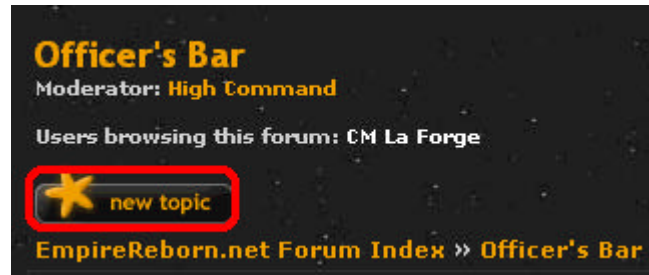 Officer's Bar
Moderator: High Command
Users browsing this forum: CM La Forge
new topic
EmpireReborn.net Forum Index » Officer's Bar